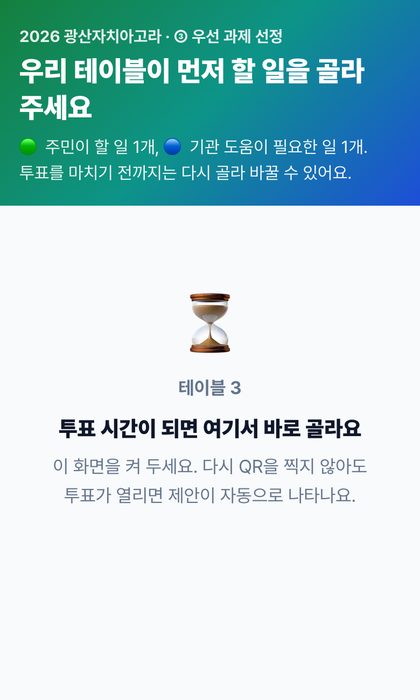 2026 광산자치아고라 · ③ 우선 과제 선정
우리 테이블이 먼저 할 일을 골라
주세요
🟢 주민이 할 일 1개, 🔵 기관 도움이 필요한 일 1개.
투표를 마치기 전까지는 다시 골라 바꿀 수 있어요.
테이블 3
투표 시간이 되면 여기서 바로 골라요
이 화면을 켜 두세요. 다시 QR을 찍지 않아도
투표가 열리면 제안이 자동으로 나타나요.